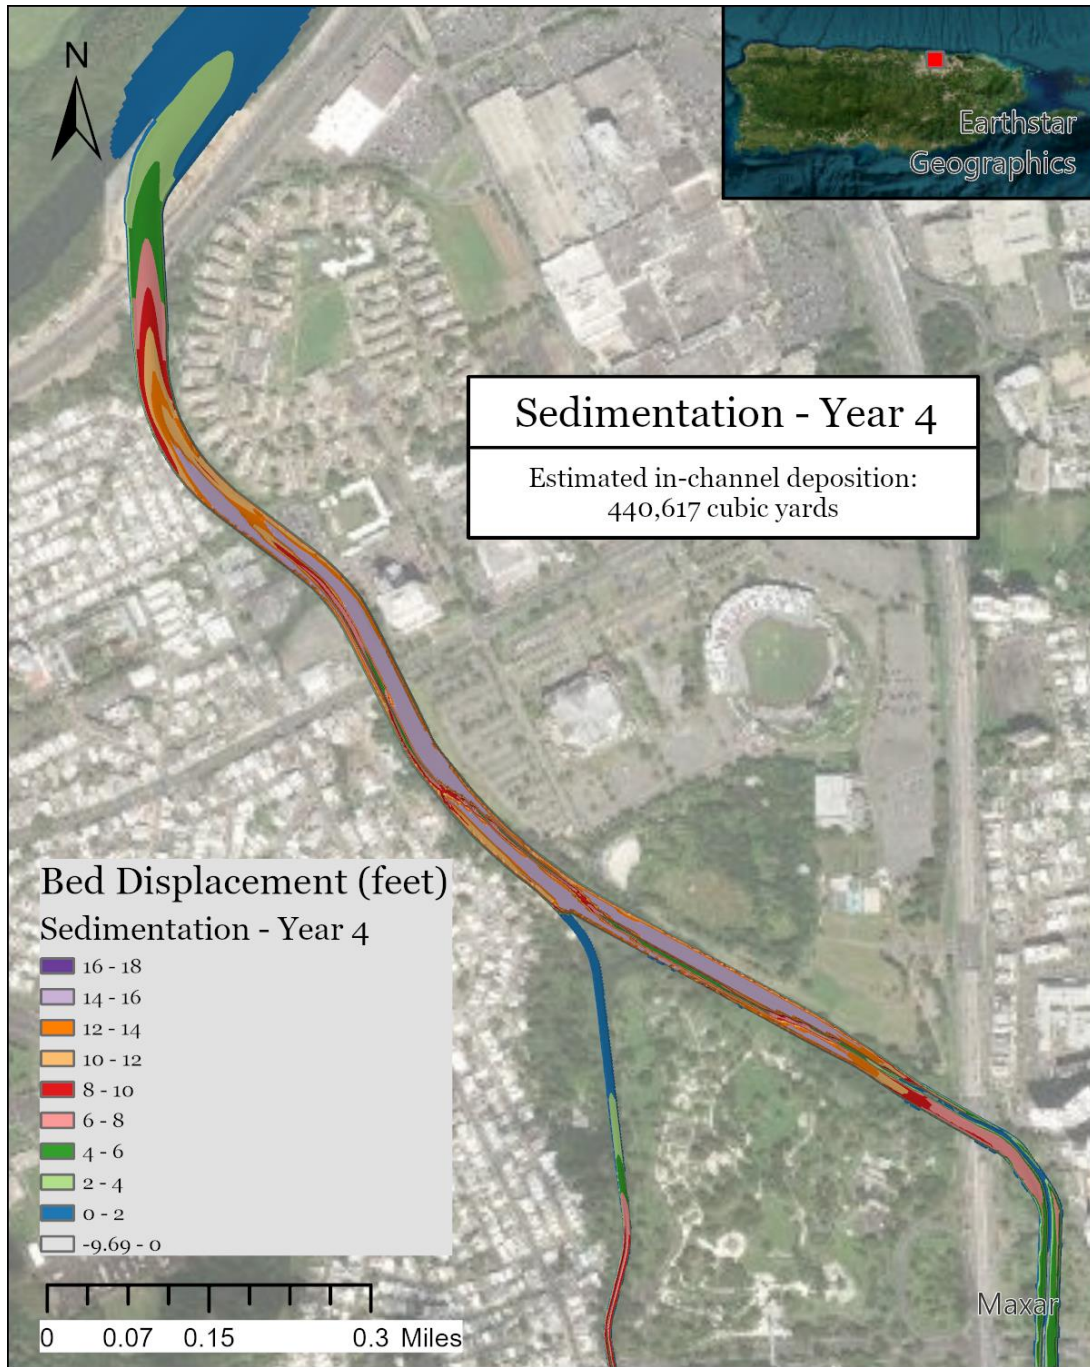 N
Earthstar
Geographics
Sedimentation - Year 4
Estimated in-channel deposition:
440,617 cubic yards
Bed Displacement (feet)
Sedimentation - Year 4
16 - 18
14 - 16
12 - 14
10 - 12
8 - 10
6 - 8
4 - 6
2 - 4
0 - 2
-9.69 - 0
0 0.07 0.15 0.3 Miles
Maxar